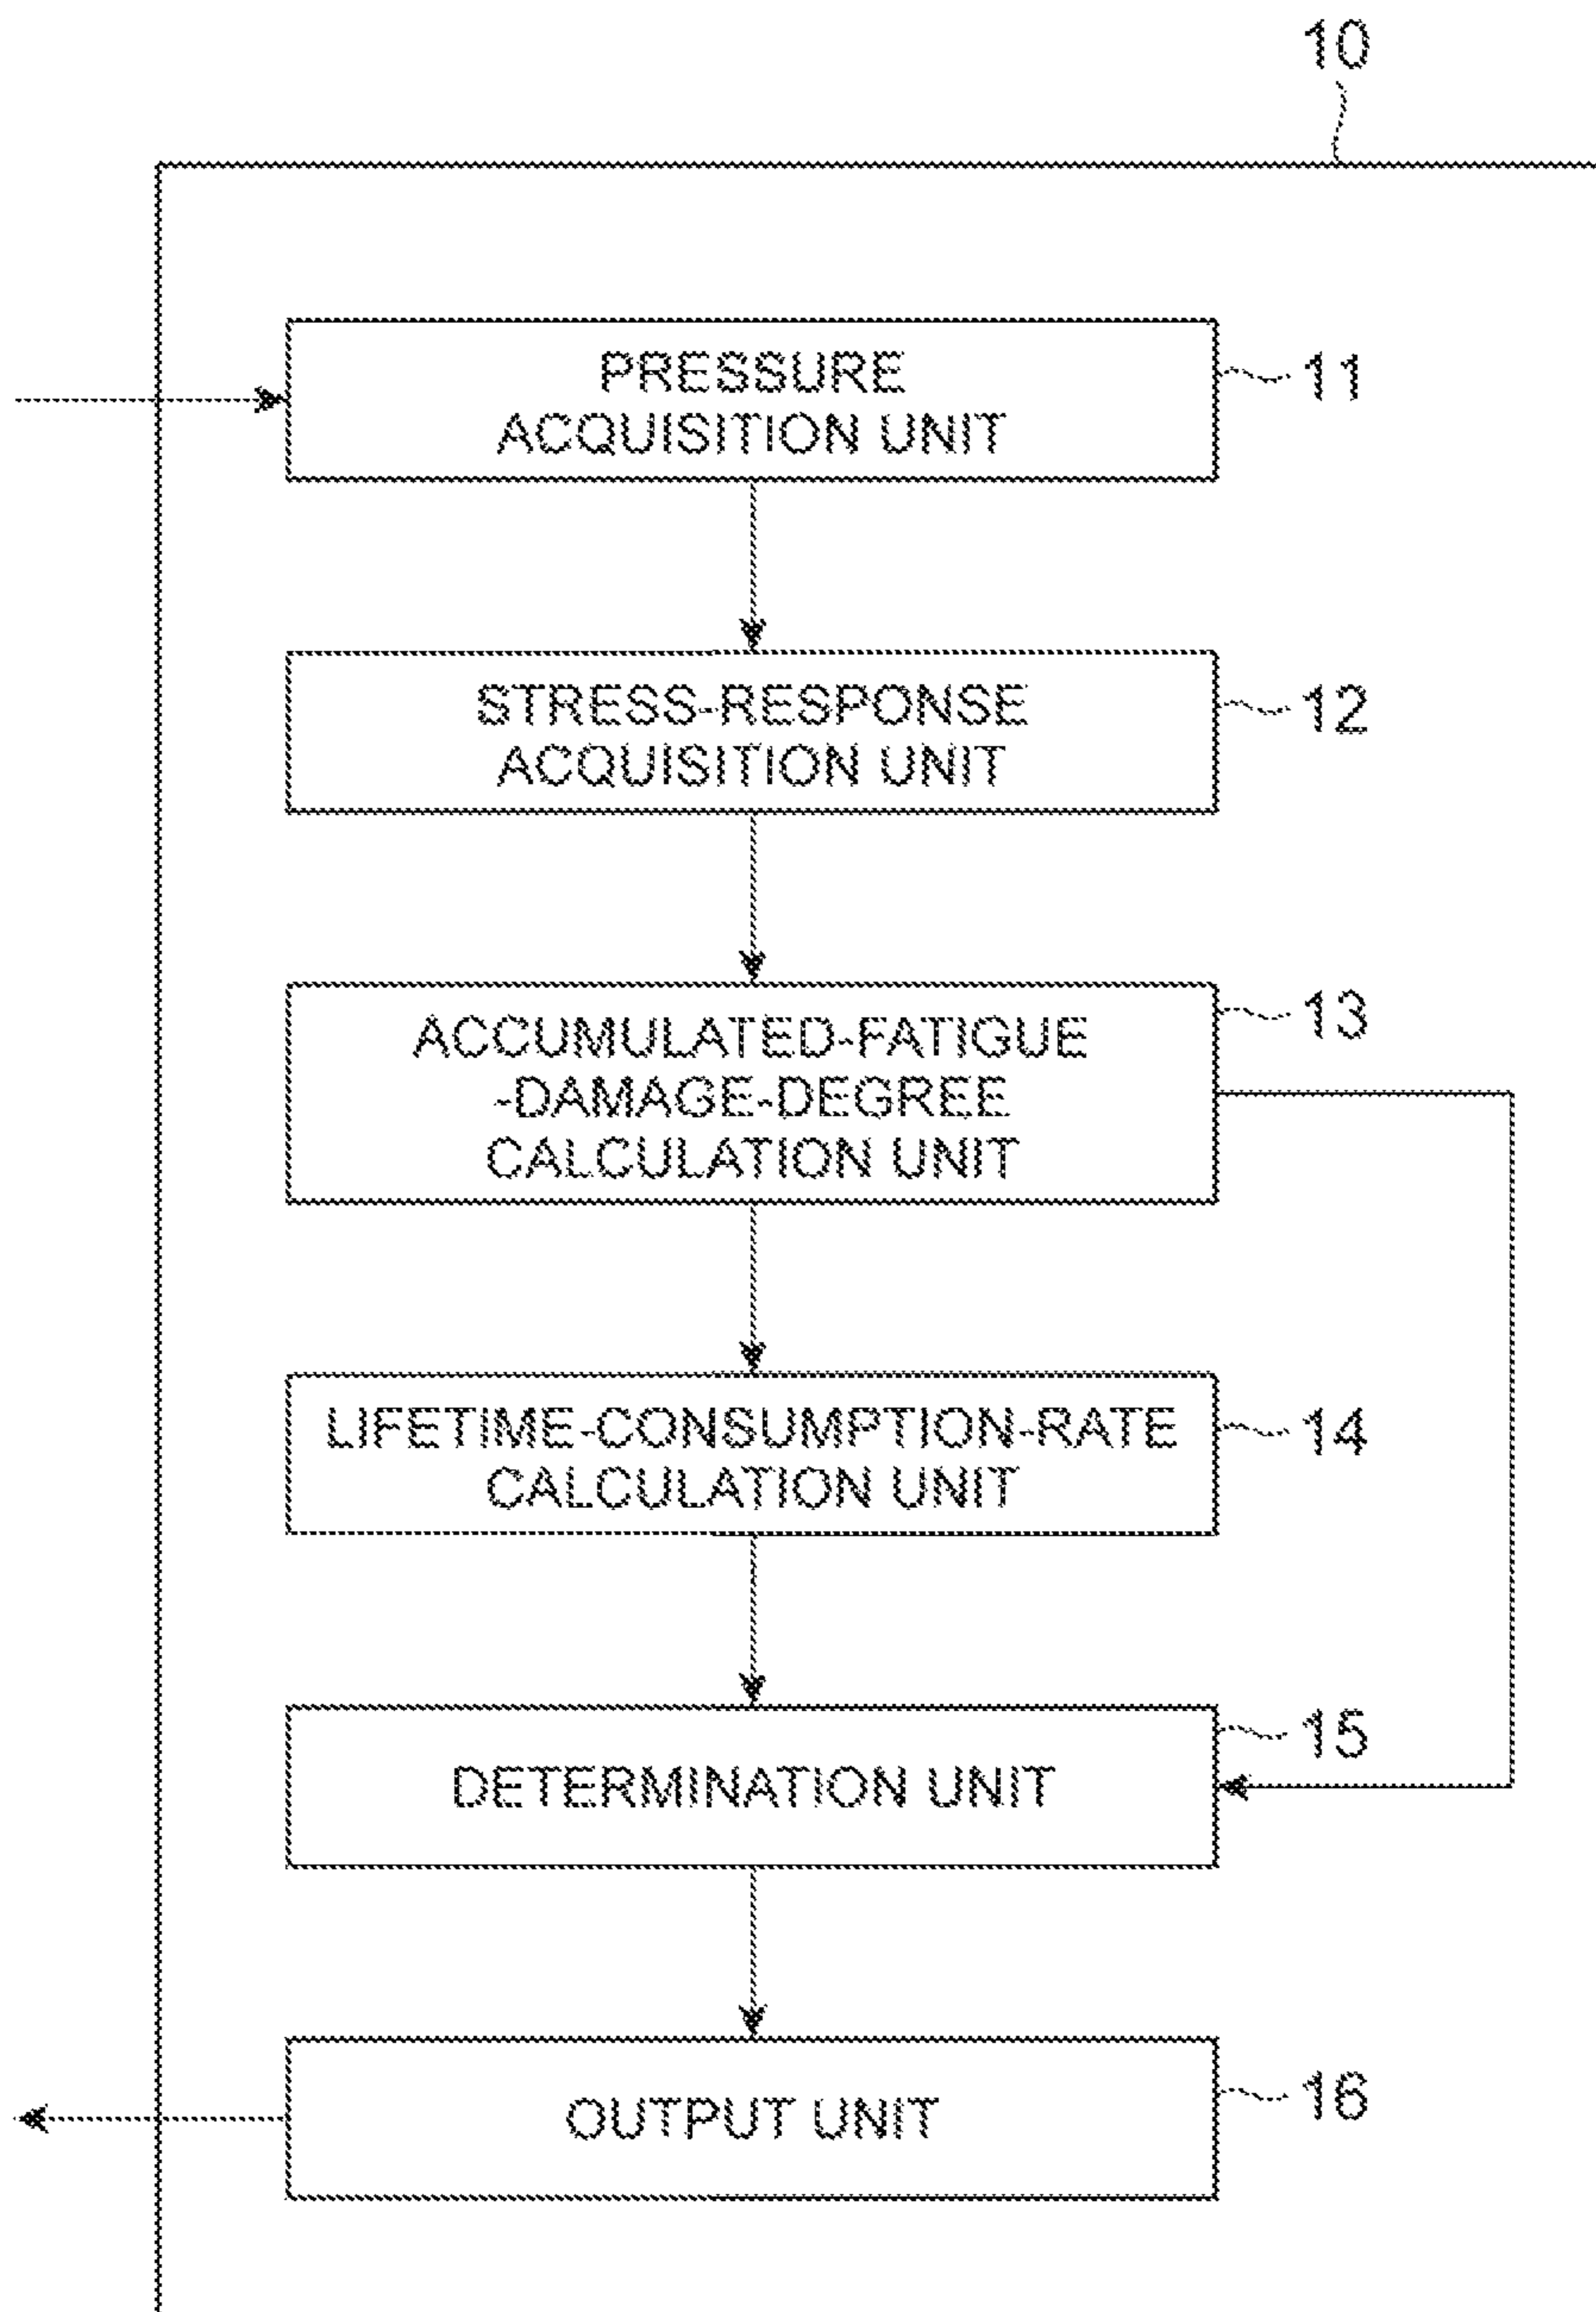 10
PRESSURE
ACQUISITION UNIT
11
STRESS-RESPONSE
ACQUISITION UNIT
12
ACCUMULATED-FATIGUE
-DAMAGE-DEGREE
CALCULATION UNIT
13
LIFETIME-CONSUMPTION-RATE
CALCULATION UNIT
14
DETERMINATION UNIT
15
OUTPUT UNIT
16